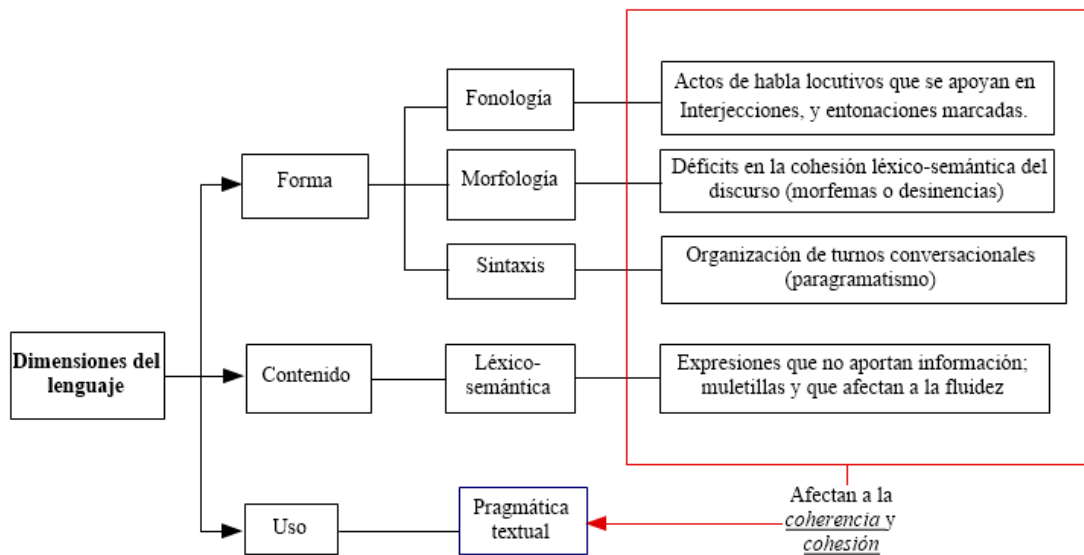 Fonología
Actos de habla locutivos que se apoyan en
Interjecciones, y entonaciones marcadas.
Forma
Morfología
Déficits en la cohesión léxico-semántica del
discurso (morfemas o desinencias)
Sintaxis
Organización de turnos conversacionales
(paragramatismo)
Dimensiones del
lenguaje
Contenido
Léxico-
semántica
Expresiones que no aportan información;
muletillas y que afectan a la fluidez
Uso
Pragmática
textual
Afectan a la
coherencia y
cohesión